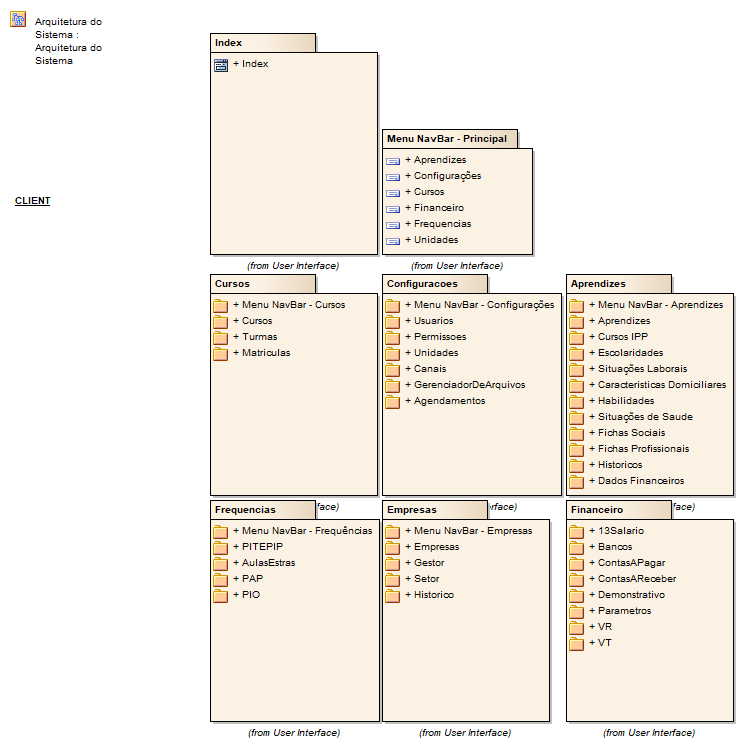 Arquitetura do
Sistema :
Arquitetura do
Sistema
Index
+ Index
Menu NavBar - Principal
+ Aprendizes
+ Configurações
+ Cursos
+ Financeiro
+ Frequencias
+ Unidades
CLIENT
(from User Interface)
(from User Interface)
Cursos
+ Menu NavBar - Cursos
+ Cursos
+ Turmas
+ Matriculas
Configuracoes
+ Menu NavBar - Configurações
+ Usuarios
+ Permissoes
+ Unidades
+ Canais
+ GerenciadorDeArquivos
+ Agendamentos
Aprendizes
+ Menu NavBar - Aprendizes
+ Aprendizes
+ Cursos IPP
+ Escolaridades
+ Situações Laborais
+ Caracteristicas Domiciliares
+ Habilidades
+ Situações de Saude
+ Fichas Sociais
+ Fichas Profissionais
+ Historicos
+ Dados Financeiros
face)
rface)
face)
Frequencias
+ Menu NavBar - Frequências
+ PITEPIP
+ AulasEstras
+ PAP
+ PIO
Empresas
+ Menu NavBar - Empresas
+ Empresas
+ Gestor
+ Setor
+ Historico
Financeiro
+ 13Salario
+ Bancos
+ ContasAPagar
+ ContasAReceber
+ Demonstrativo
+ Parametros
+ VR
+ VT
(from User Interface)
(from User Interface)
(from User Interface)